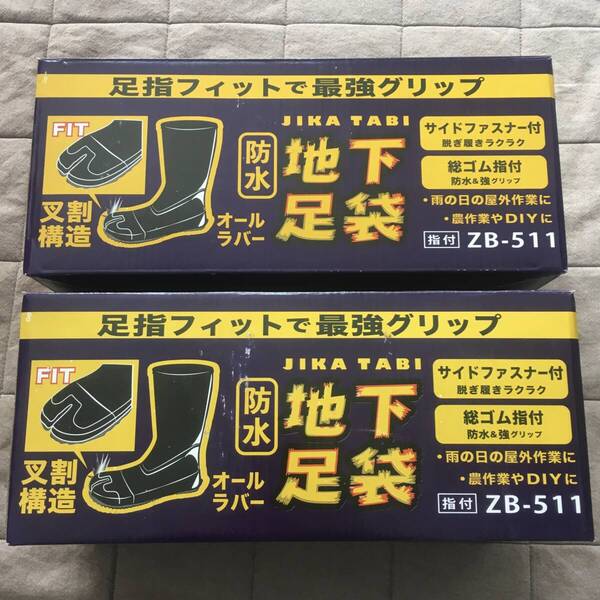 足指フィットで最強グリップ
FIT
叉割
構造
オール
ラバー
防水
JIKA TABI
地下
足袋
サイドファスナー付
脱ぎ履きラクラク
総ゴム指付
防水&強グリップ
・雨の日の屋外作業に
・農作業やDIYに
指付 ZB-511
足指フィットで最強グリップ
FIT
叉割
構造
オール
ラバー
防水
JIKA TABI
地下
足袋
サイドファスナー付
脱ぎ履きラクラク
総ゴム指付
防水&強グリップ
・雨の日の屋外作業に
・農作業やDIYに
指付 ZB-511